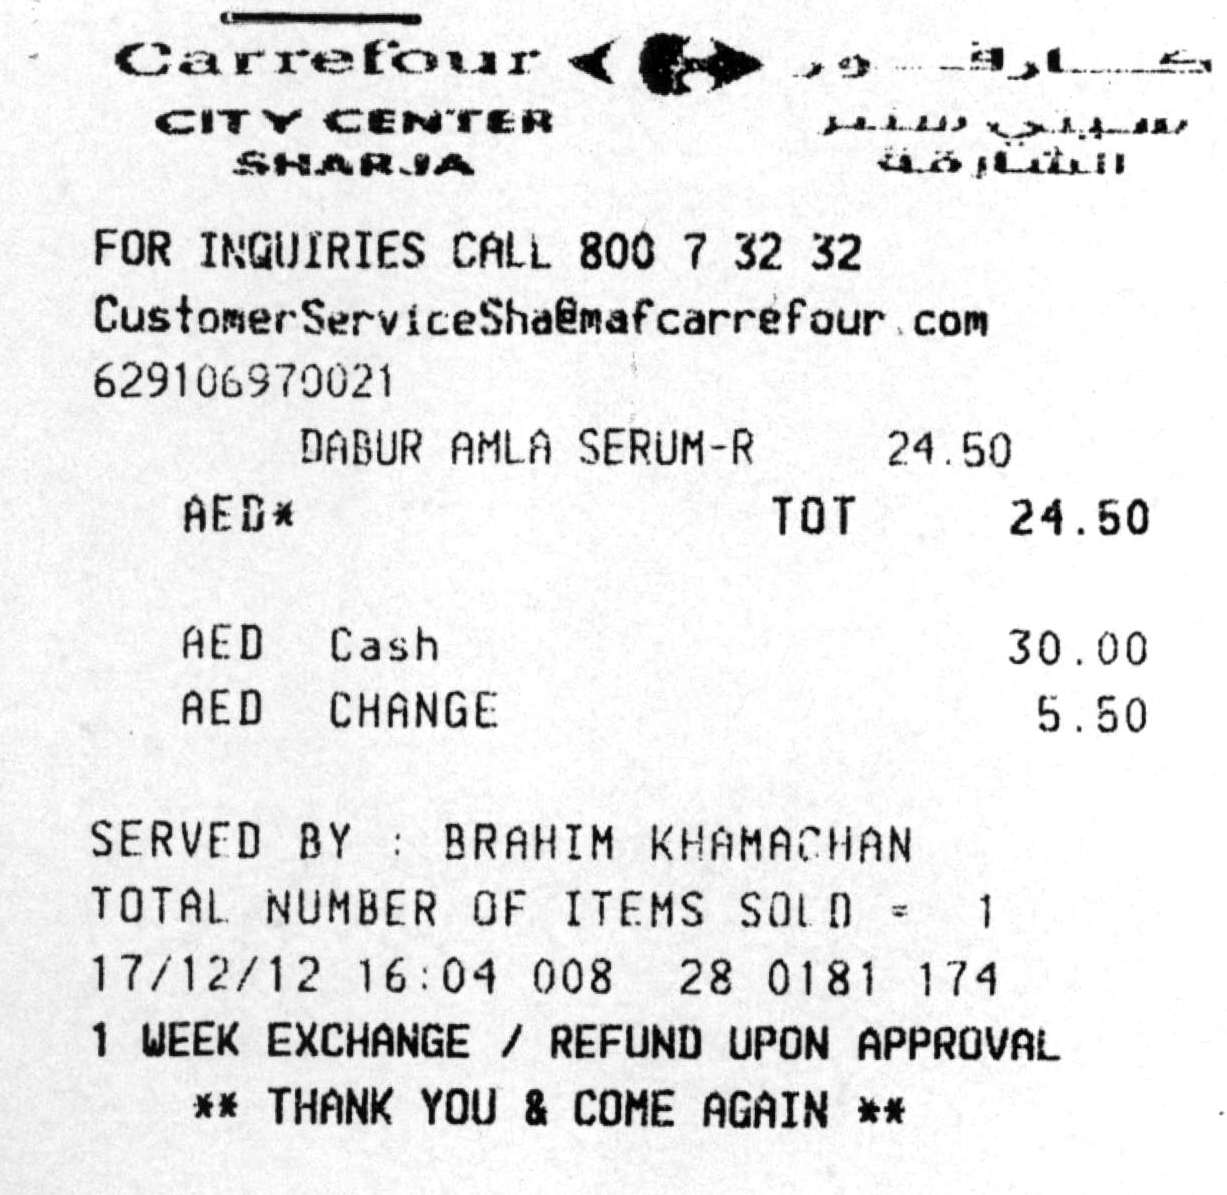 Carrefour كارفور
CITY CENTER سيتي سنتر
SHARJA الشارقة
FOR INQUIRIES CALL 800 7 32 32
CustomerServiceSha@mafcarrefour.com
629106970021
DABUR AMLA SERUM-R 24.50
AED* TOT 24.50
AED Cash 30.00
AED CHANGE 5.50
SERVED BY : BRAHIM KHAMACHAN
TOTAL NUMBER OF ITEMS SOLD = 1
17/12/12 16:04 008 28 0181 174
1 WEEK EXCHANGE / REFUND UPON APPROVAL
** THANK YOU & COME AGAIN **